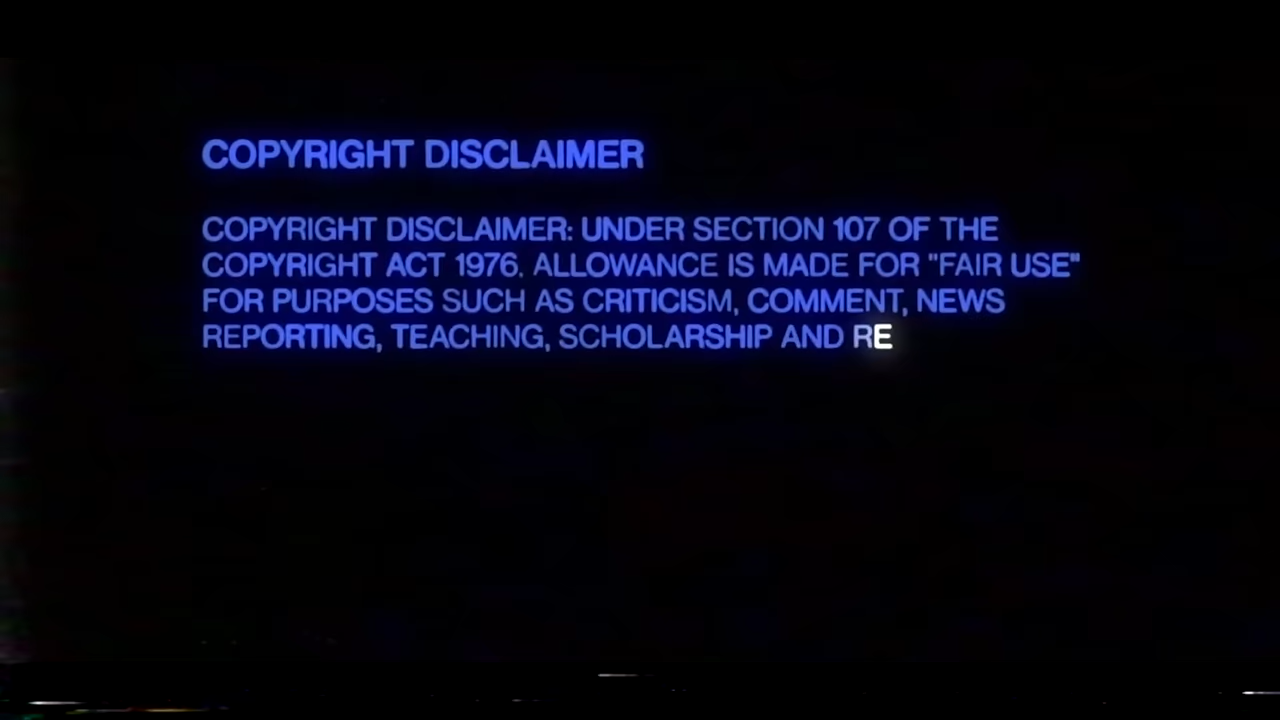 COPYRIGHT DISCLAIMER
COPYRIGHT DISCLAIMER: UNDER SECTION 107 OF THE
COPYRIGHT ACT 1976. ALLOWANCE IS MADE FOR "FAIR USE"
FOR PURPOSES SUCH AS CRITICISM, COMMENT, NEWS
REPORTING, TEACHING, SCHOLARSHIP AND RE